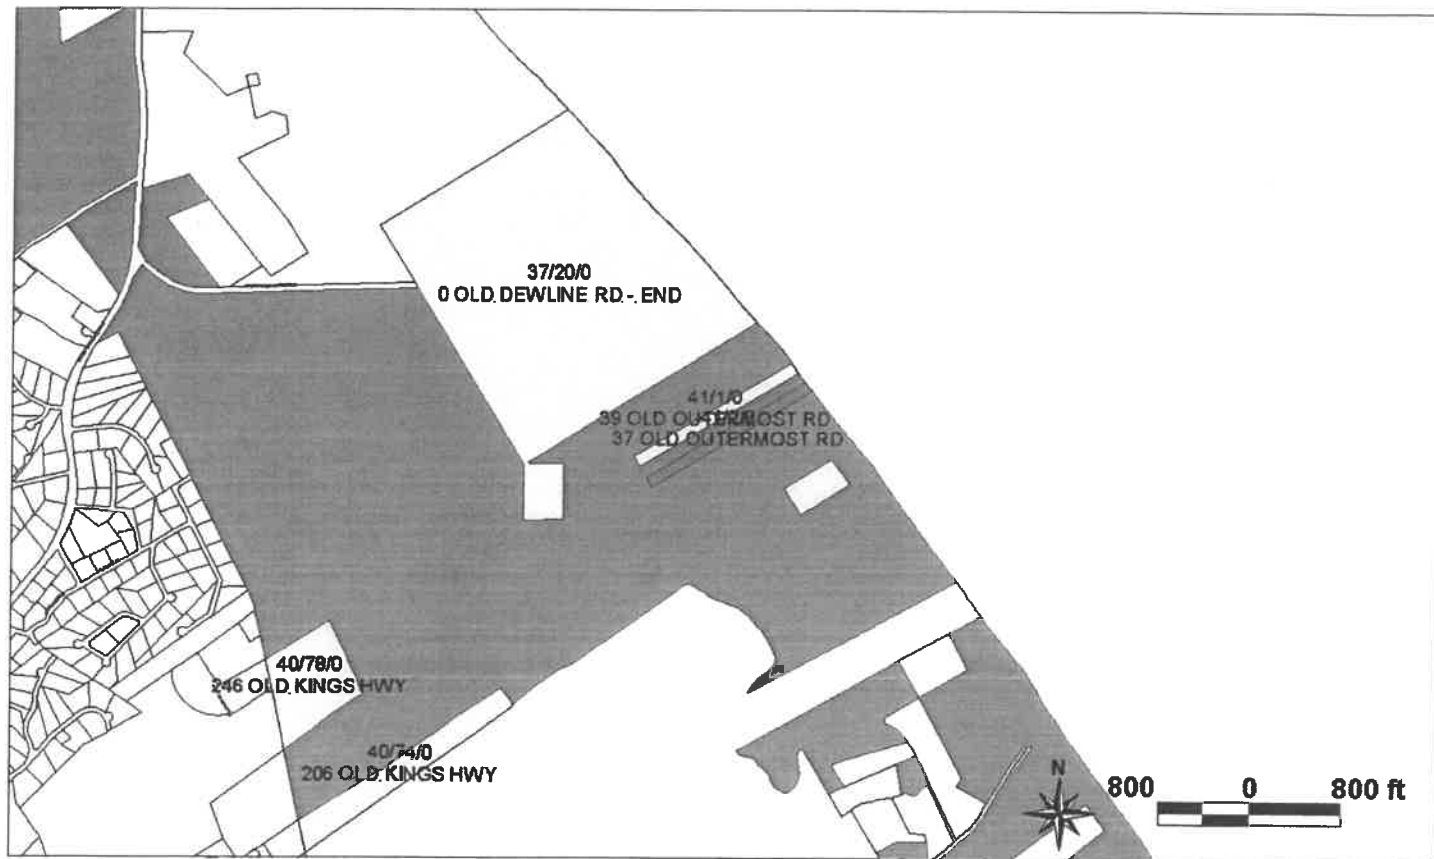 37/20/0
0 OLD DEWLINE RD - END
41/1/0
39 OLD OUTERMOST RD
37 OLD OUTERMOST RD
40/78/0
246 OLD KINGS HWY
40/74/0
206 OLD KINGS HWY
N
800 0 800 ft